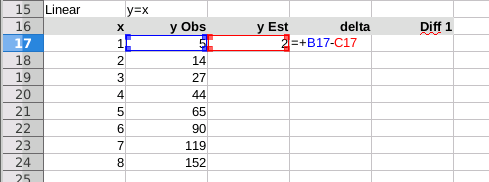 15 Linear y=x
16 x y Obs y Est delta Diff 1
17 1 5 2 =+B17-C17
18 2 14
19 3 27
20 4 44
21 5 65
22 6 90
23 7 119
24 8 152
25